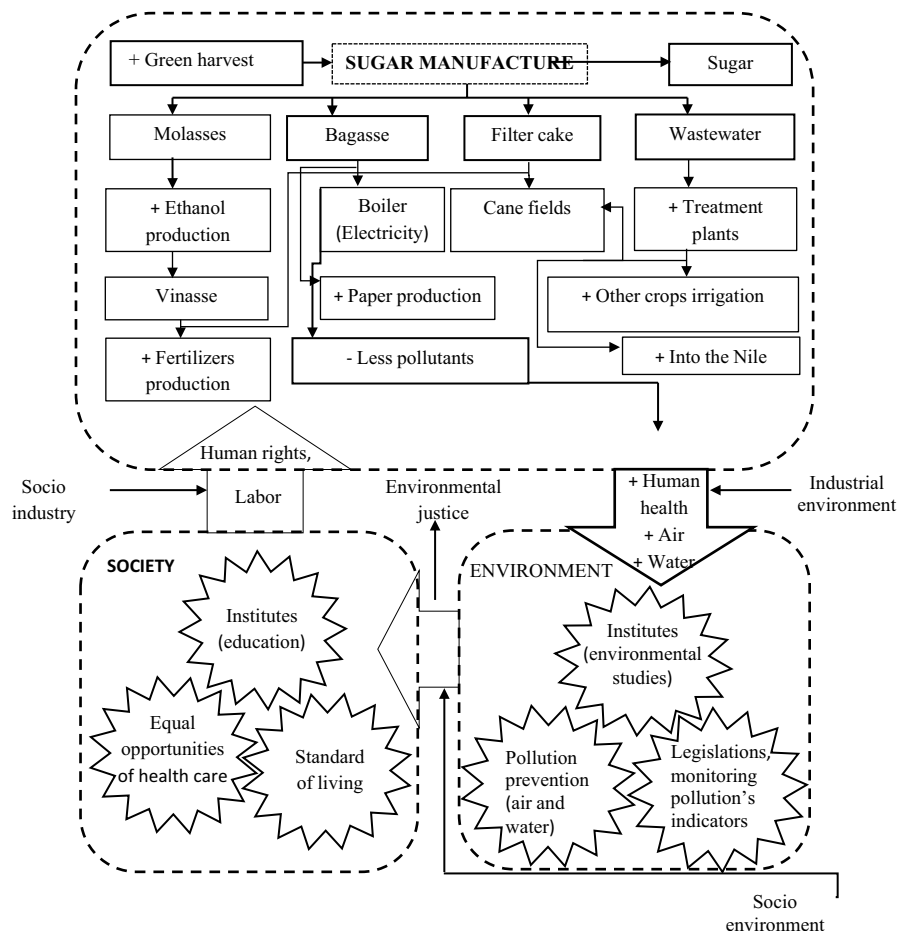 + Green harvest
SUGAR MANUFACTURE
Sugar
Molasses
Bagasse
Filter cake
Wastewater
+ Ethanol
production
Boiler
(Electricity)
Cane fields
+ Treatment
plants
Vinasse
+ Paper production
+ Other crops irrigation
+ Fertilizers
production
- Less pollutants
+ Into the Nile
Human rights,
Labor
Socio
industry
Environmental
justice
+ Human
health
+ Air
+ Water
Industrial
environment
SOCIETY
Institutes
(education)
Equal
opportunities
of health care
Standard
of living
ENVIRONMENT
Institutes
(environmental
studies)
Pollution
prevention
(air and
water)
Legislations,
monitoring
pollution's
indicators
Socio
environment